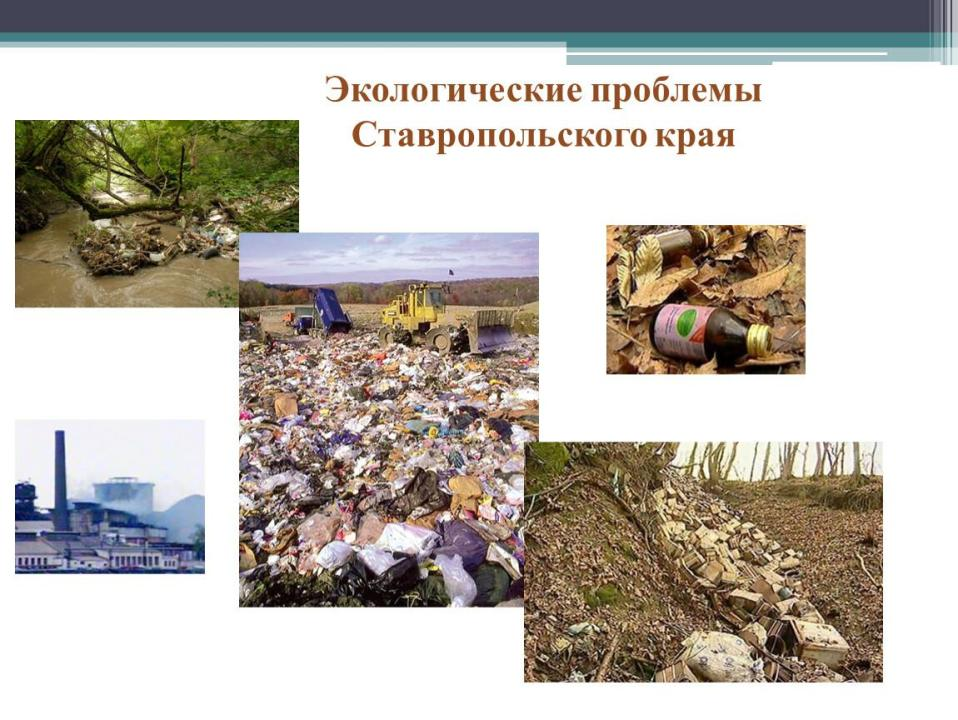 Экологические проблемы
Ставропольского края